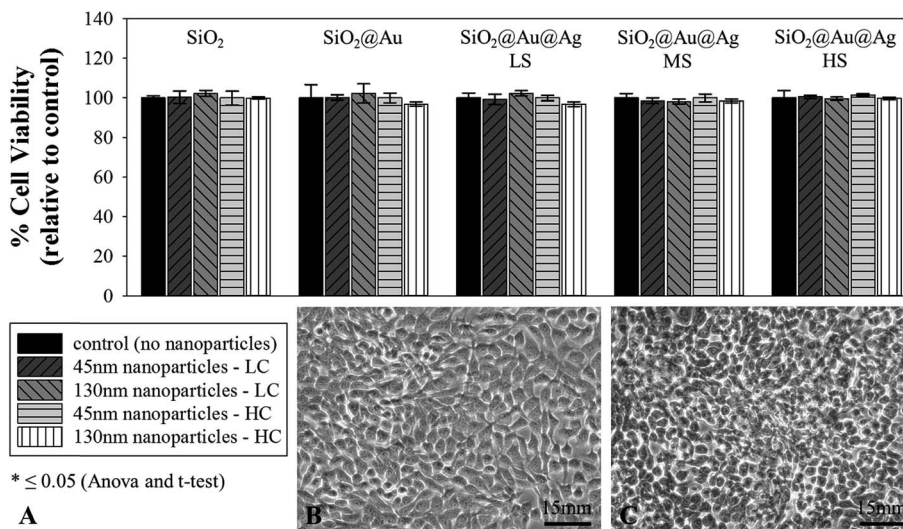 % Cell Viability
(relative to control)
140
120
100
80
60
40
20
0
SiO₂
SiO₂@Au
SiO₂@Au@Ag
LS
SiO₂@Au@Ag
MS
SiO₂@Au@Ag
HS
control (no nanoparticles)
45nm nanoparticles - LC
130nm nanoparticles - LC
45nm nanoparticles - HC
130nm nanoparticles - HC
* ≤ 0.05 (Anova and t-test)
A
B
15mm
C
15mm